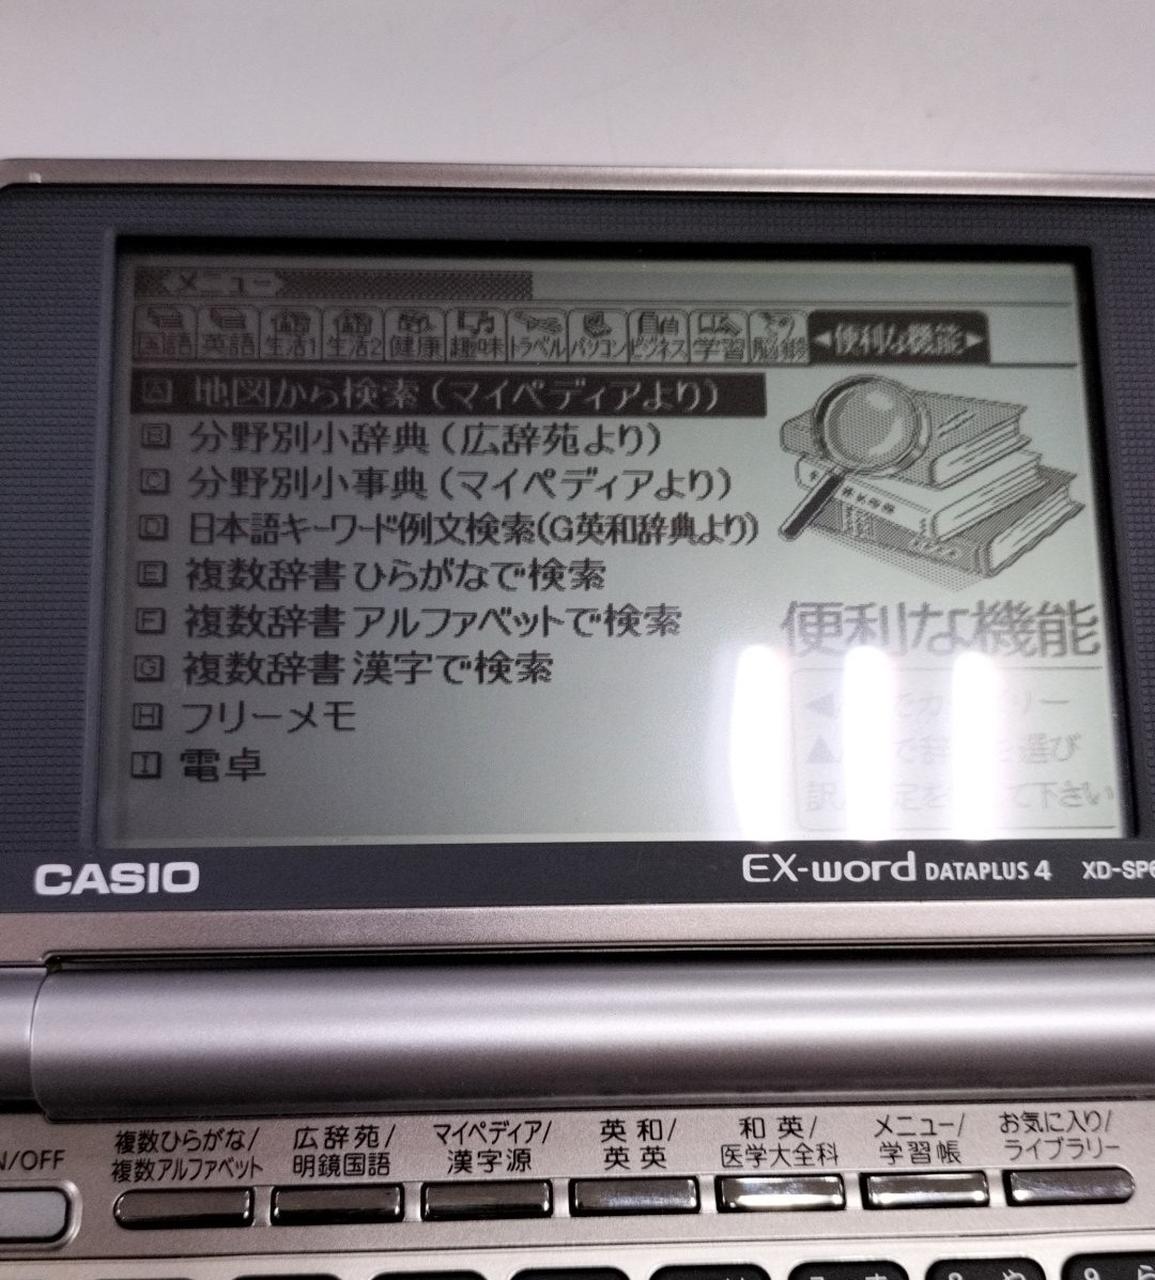 メニュー
国語 英語 生活1 生活2 健康 趣味 トラベル パソコン ビジネス 学習 ◀便利な機能▶
A 地図から検索(マイペディアより)
B 分野別小辞典(広辞苑より)
C 分野別小事典(マイペディアより)
D 日本語キーワード例文検索(G英和辞典より)
E 複数辞書ひらがなで検索
F 複数辞書アルファベットで検索
G 複数辞書漢字で検索
H フリーメモ
I 電卓
便利な機能
選び
下さい
CASIO
EX-word DATAPLUS 4 XD-SP6
N/OFF
複数ひらがな/
複数アルファベット
広辞苑/
明鏡国語
マイペディア/
漢字源
英和/
英英
和英/
医学大全科
メニュー/
学習帳
お気に入り/
ライブラリー